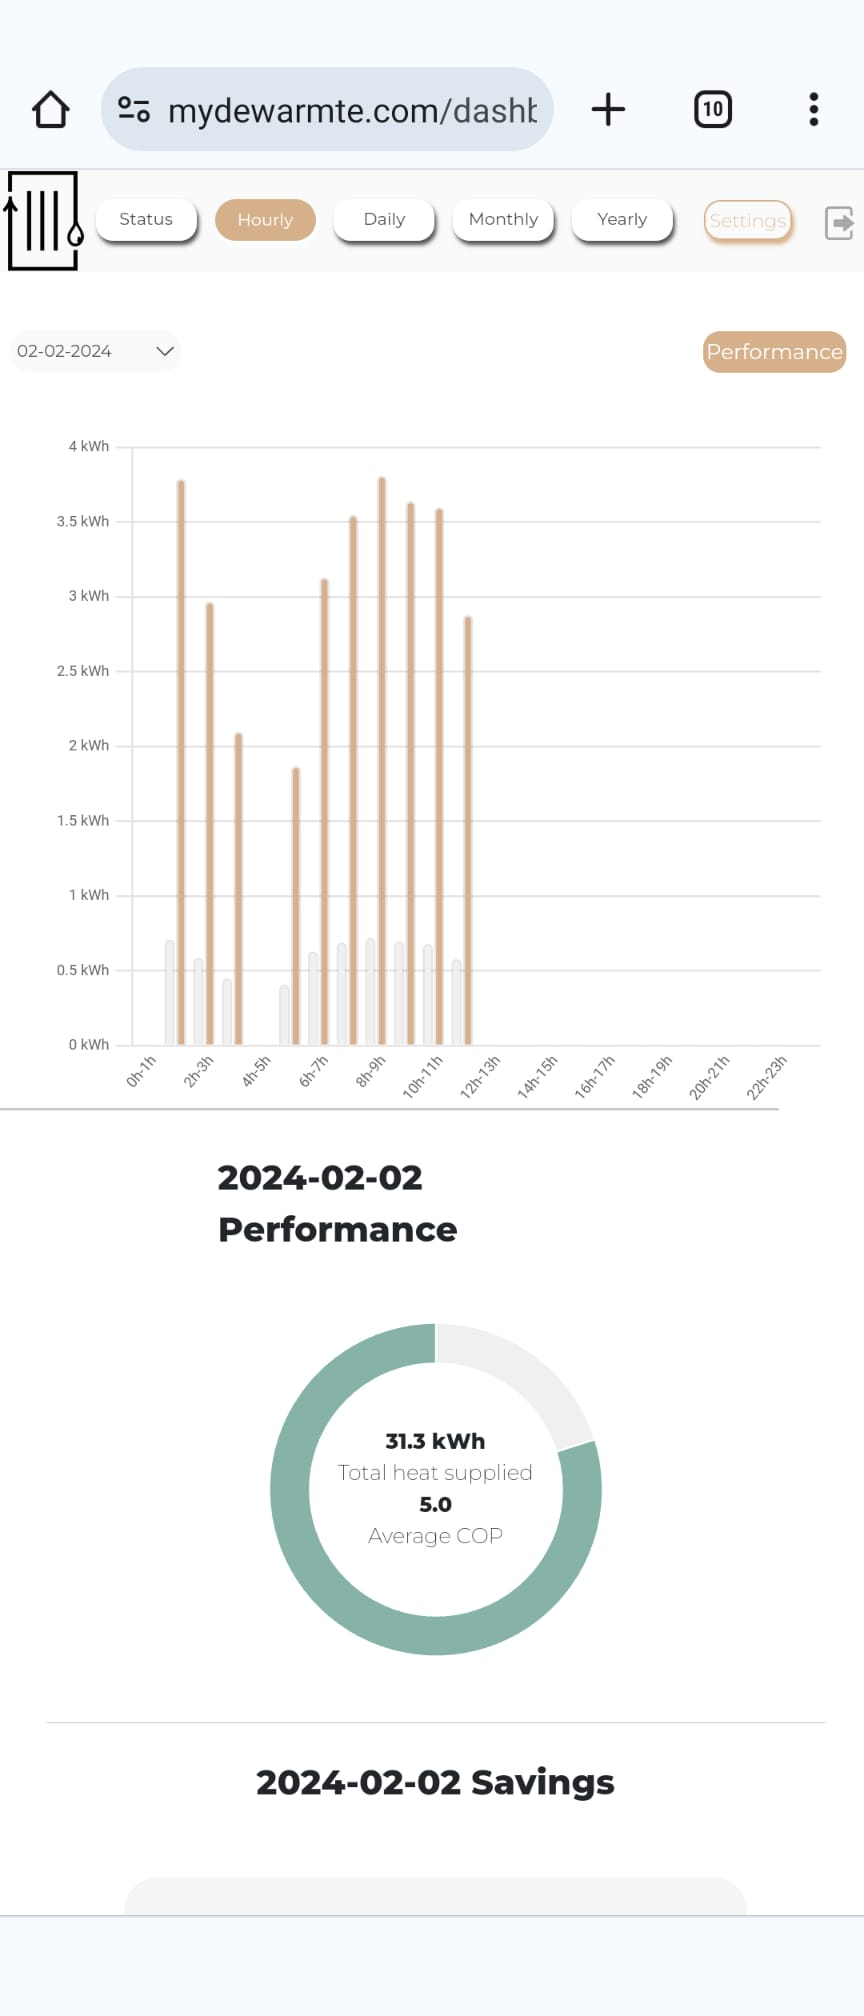 mydewarmte.com/dashb
10
Status
Hourly
Daily
Monthly
Yearly
Settings
02-02-2024
Performance
4 kWh
3.5 kWh
3 kWh
2.5 kWh
2 kWh
1.5 kWh
1 kWh
0.5 kWh
0 kWh
0h-1h
2h-3h
4h-5h
6h-7h
8h-9h
10h-11h
12h-13h
14h-15h
16h-17h
18h-19h
20h-21h
22h-23h
2024-02-02
Performance
31.3 kWh
Total heat supplied
5.0
Average COP
2024-02-02 Savings